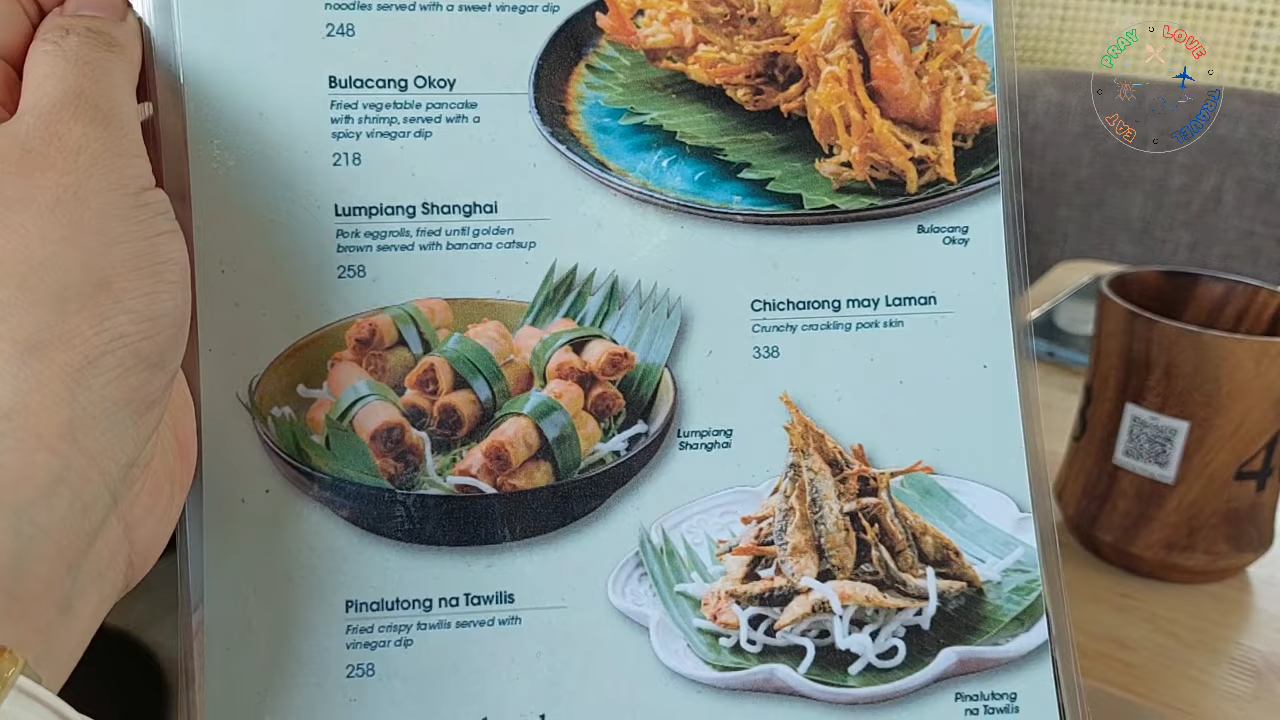 noodles served with a sweet vinegar dip
248
Bulacang Okoy
Fried vegetable pancake
with shrimp, served with a
spicy vinegar dip
218
Lumpiang Shanghai
Pork eggrolls, fried until golden
brown served with banana catsup
258
Bulacang
Okoy
Chicharong may Laman
Crunchy crackling pork skin
338
Lumpiang
Shanghai
Pinalutong na Tawilis
Fried crispy tawilis served with
vinegar dip
258
Pinalutong
na Tawilis
PRAY LOVE
TRAVEL
EAT
4